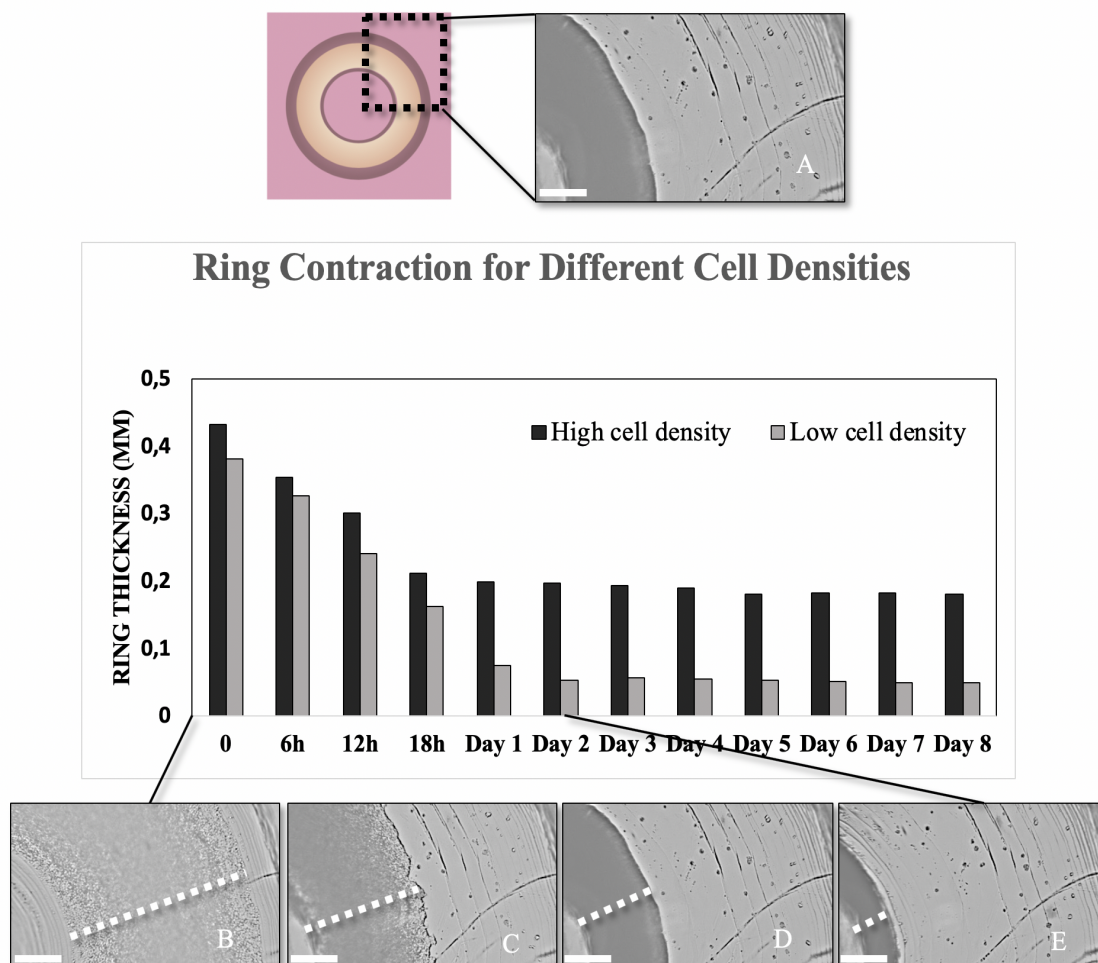 A
Ring Contraction for Different Cell Densities
RING THICKNESS (MM)
0,5
0,4
0,3
0,2
0,1
0
High cell density Low cell density
0 6h 12h 18h Day 1 Day 2 Day 3 Day 4 Day 5 Day 6 Day 7 Day 8
B C D E